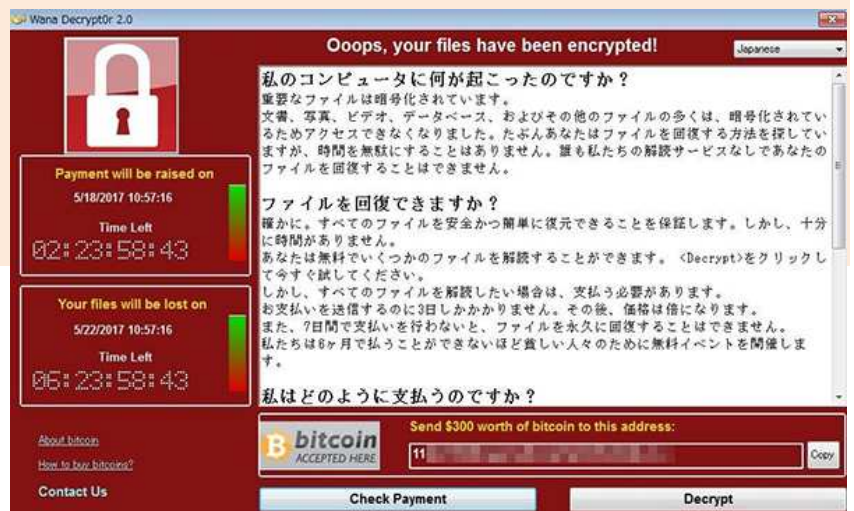 Wana Decrypt0r 2.0
Ooops, your files have been encrypted!
Japanese
Payment will be raised on
5/18/2017 10:57:16
Time Left
02:23:58:43
Your files will be lost on
5/22/2017 10:57:16
Time Left
06:23:58:43
About bitcoin
How to buy bitcoins?
Contact Us
私のコンピュータに何が起こったのですか？
重要なファイルは暗号化されています。
文書、写真、ビデオ、データベース、およびその他のファイルの多くは、暗号化されてい
るためアクセスできなくなりました。たぶんあなたはファイルを回復する方法を探してい
ますが、時間を無駄にすることはありません。誰も私たちの解読サービスなしであなたの
ファイルを回復することはできません。
ファイルを回復できますか？
確かに。すべてのファイルを安全かつ簡単に復元できることを保証します。しかし、十分
に時間がありません。
あなたは無料でいくつかのファイルを解読することができます。 <Decrypt>をクリックし
て今すぐ試してください。
しかし、すべてのファイルを解読したい場合は、支払う必要があります。
お支払いを送信するのに3日しかかかりません。その後、価格は倍になります。
また、7日間で支払いを行わないと、ファイルを永久に回復することはできません。
私たちは6ヶ月で払うことができないほど貧しい人々のために無料イベントを開催しま
す。
私はどのように支払うのですか？
bitcoin
ACCEPTED HERE
Send $300 worth of bitcoin to this address:
11
Copy
Check Payment
Decrypt